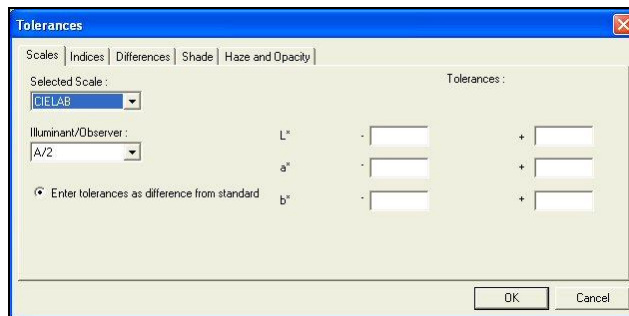 Tolerances
Scales Indices Differences Shade Haze and Opacity
Selected Scale : Tolerances :
CIELAB
Illuminant/Observer :
A/2
L* - +
a* - +
Enter tolerances as difference from standard b* - +
OK Cancel